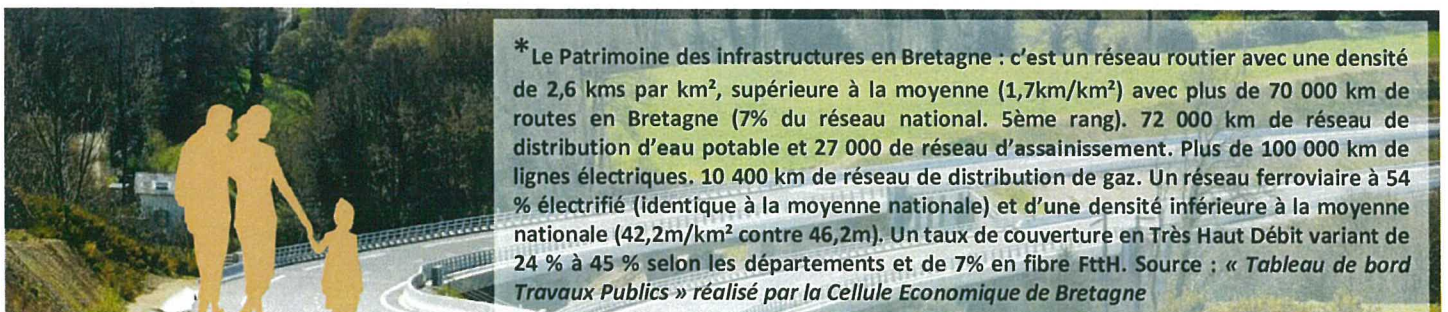 *Le Patrimoine des infrastructures en Bretagne : c'est un réseau routier avec une densité
de 2,6 kms par km², supérieure à la moyenne (1,7km/km²) avec plus de 70 000 km de
routes en Bretagne (7% du réseau national. 5ème rang). 72 000 km de réseau de
distribution d'eau potable et 27 000 de réseau d'assainissement. Plus de 100 000 km de
lignes électriques. 10 400 km de réseau de distribution de gaz. Un réseau ferroviaire à 54
% électrifié (identique à la moyenne nationale) et d'une densité inférieure à la moyenne
nationale (42,2m/km² contre 46,2m). Un taux de couverture en Très Haut Débit variant de
24 % à 45 % selon les départements et de 7% en fibre FttH. Source : « Tableau de bord
Travaux Publics » réalisé par la Cellule Economique de Bretagne